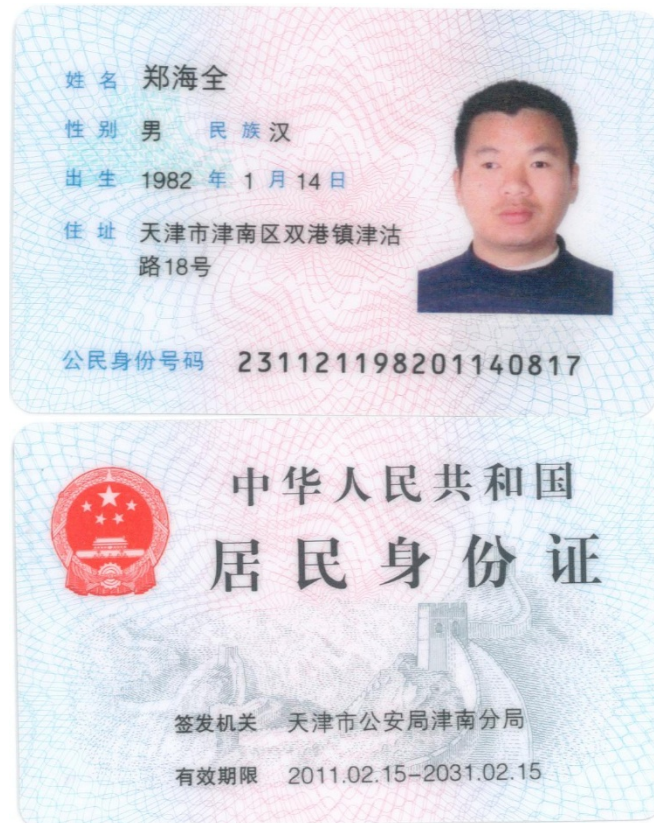 姓名 郑海全
性别 男 民族 汉
出生 1982 年 1 月 14 日
住址 天津市津南区双港镇津沽
路18号
公民身份号码 231121198201140817
中华人民共和国
居民身份证
签发机关 天津市公安局津南分局
有效期限 2011.02.15-2031.02.15